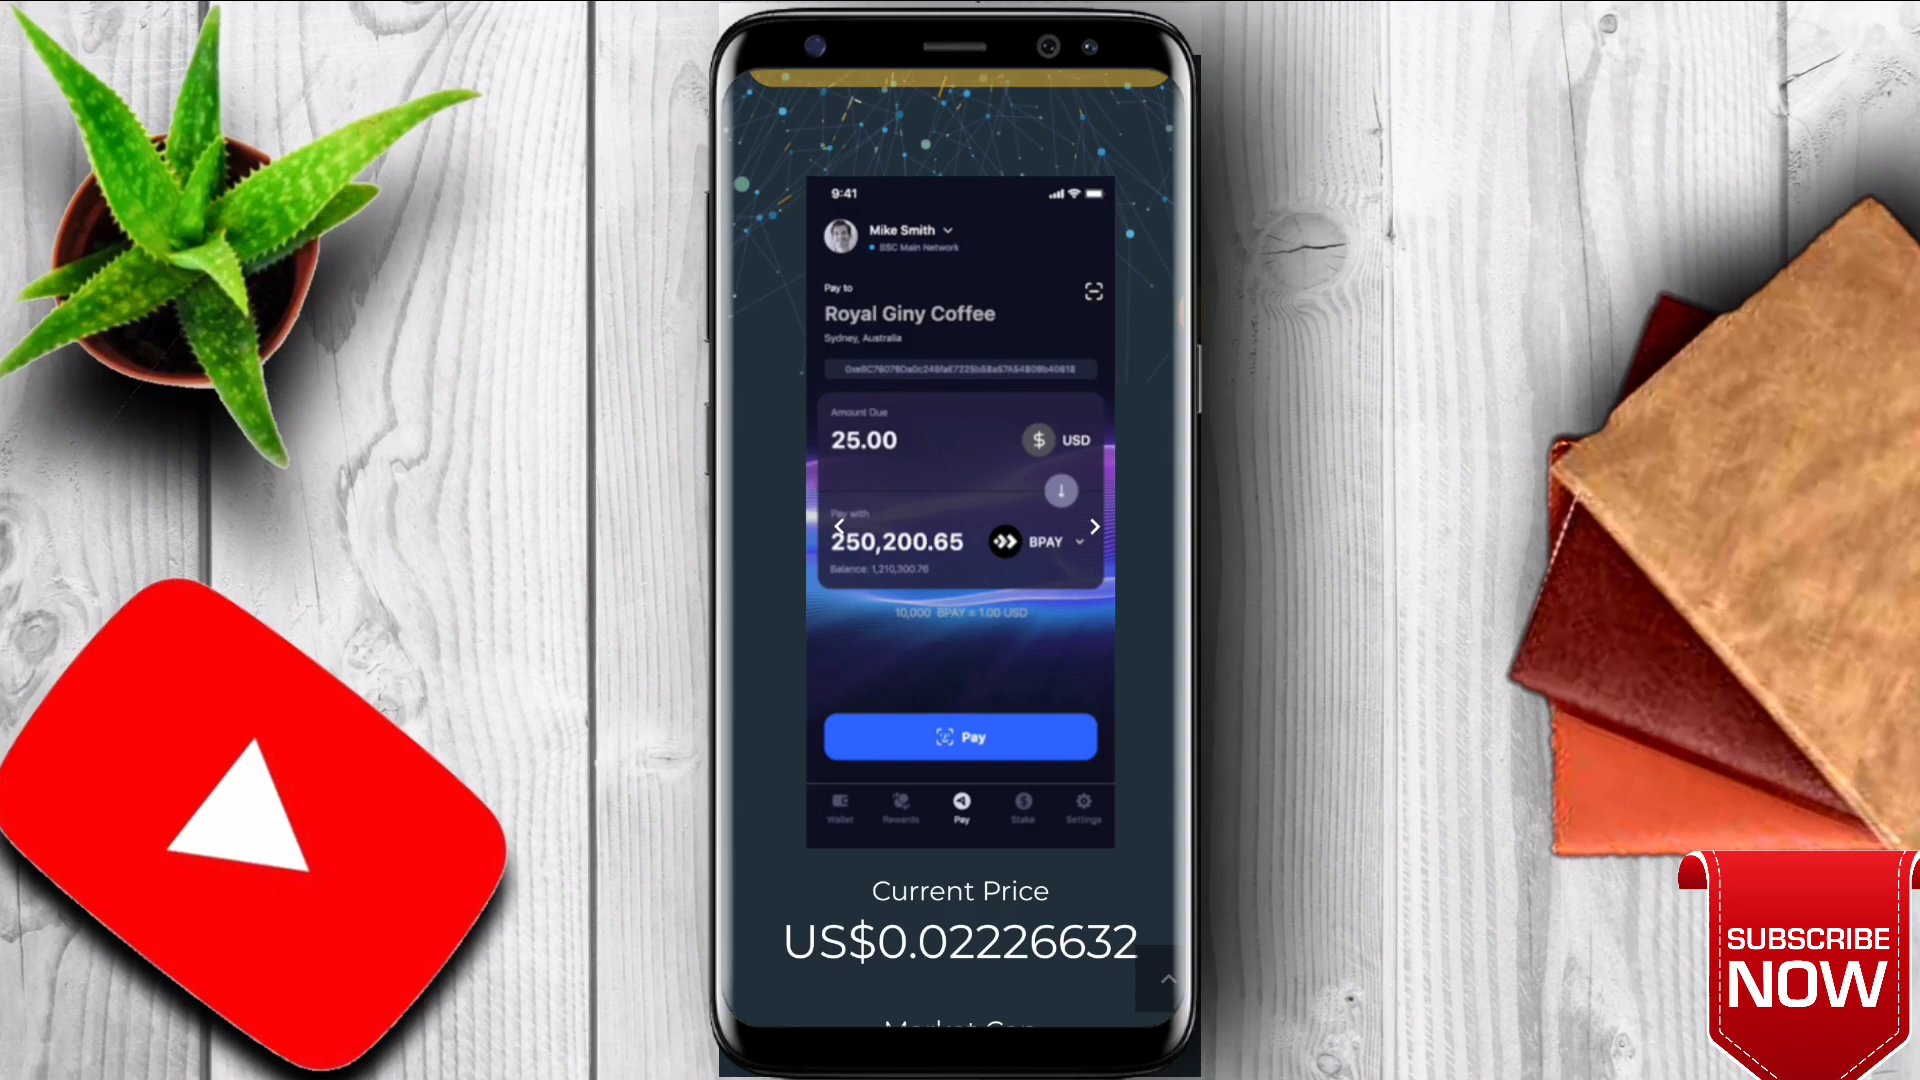 9:41
Mike Smith
BSC Main Network
Pay to
Royal Giny Coffee
Sydney, Australia
Amount Due
25.00
$ USD
Pay with
250,200.65
BPAY
Balance: 1,210,300.76
10,000 BPAY ≈ 1.00 USD
Pay
Wallet
Rewards
Pay
Stake
Settings
Current Price
US$0.02226632
SUBSCRIBE
NOW